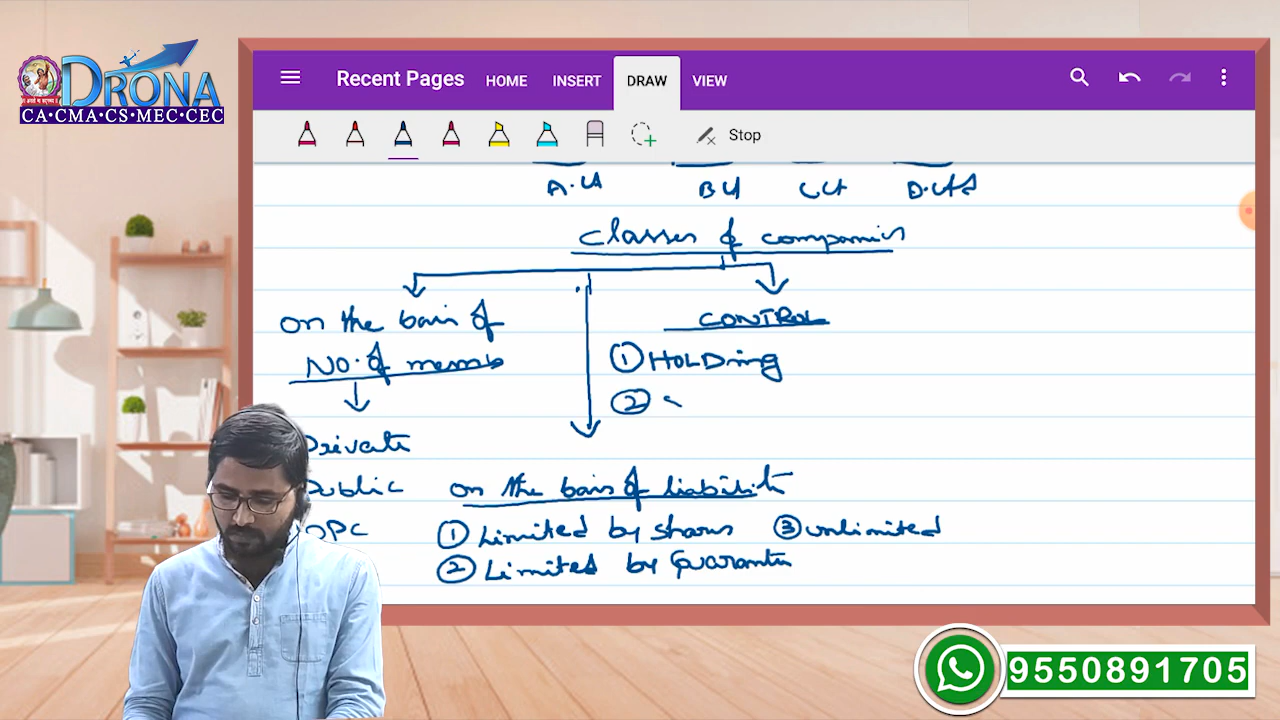 DRONA
CA•CMA•CS•MEC•CEC
Recent Pages HOME INSERT DRAW VIEW
Stop
A.U B U C U
Classes of companies
on the basis of
No. of
CONTROL
① HOLDing
②
Private
Public
OPC
on the basis of liability
① Limited by shares ③ unlimited
② Limited by Guarantee
9550891705